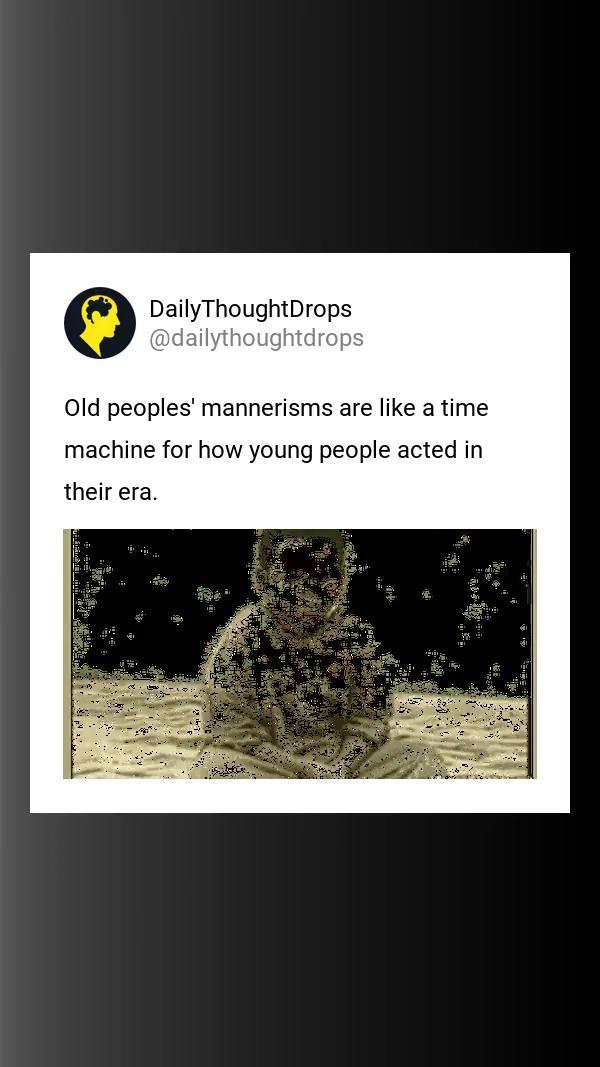 DailyThoughtDrops
@dailythoughtdrops
Old peoples' mannerisms are like a time
machine for how young people acted in
their era.